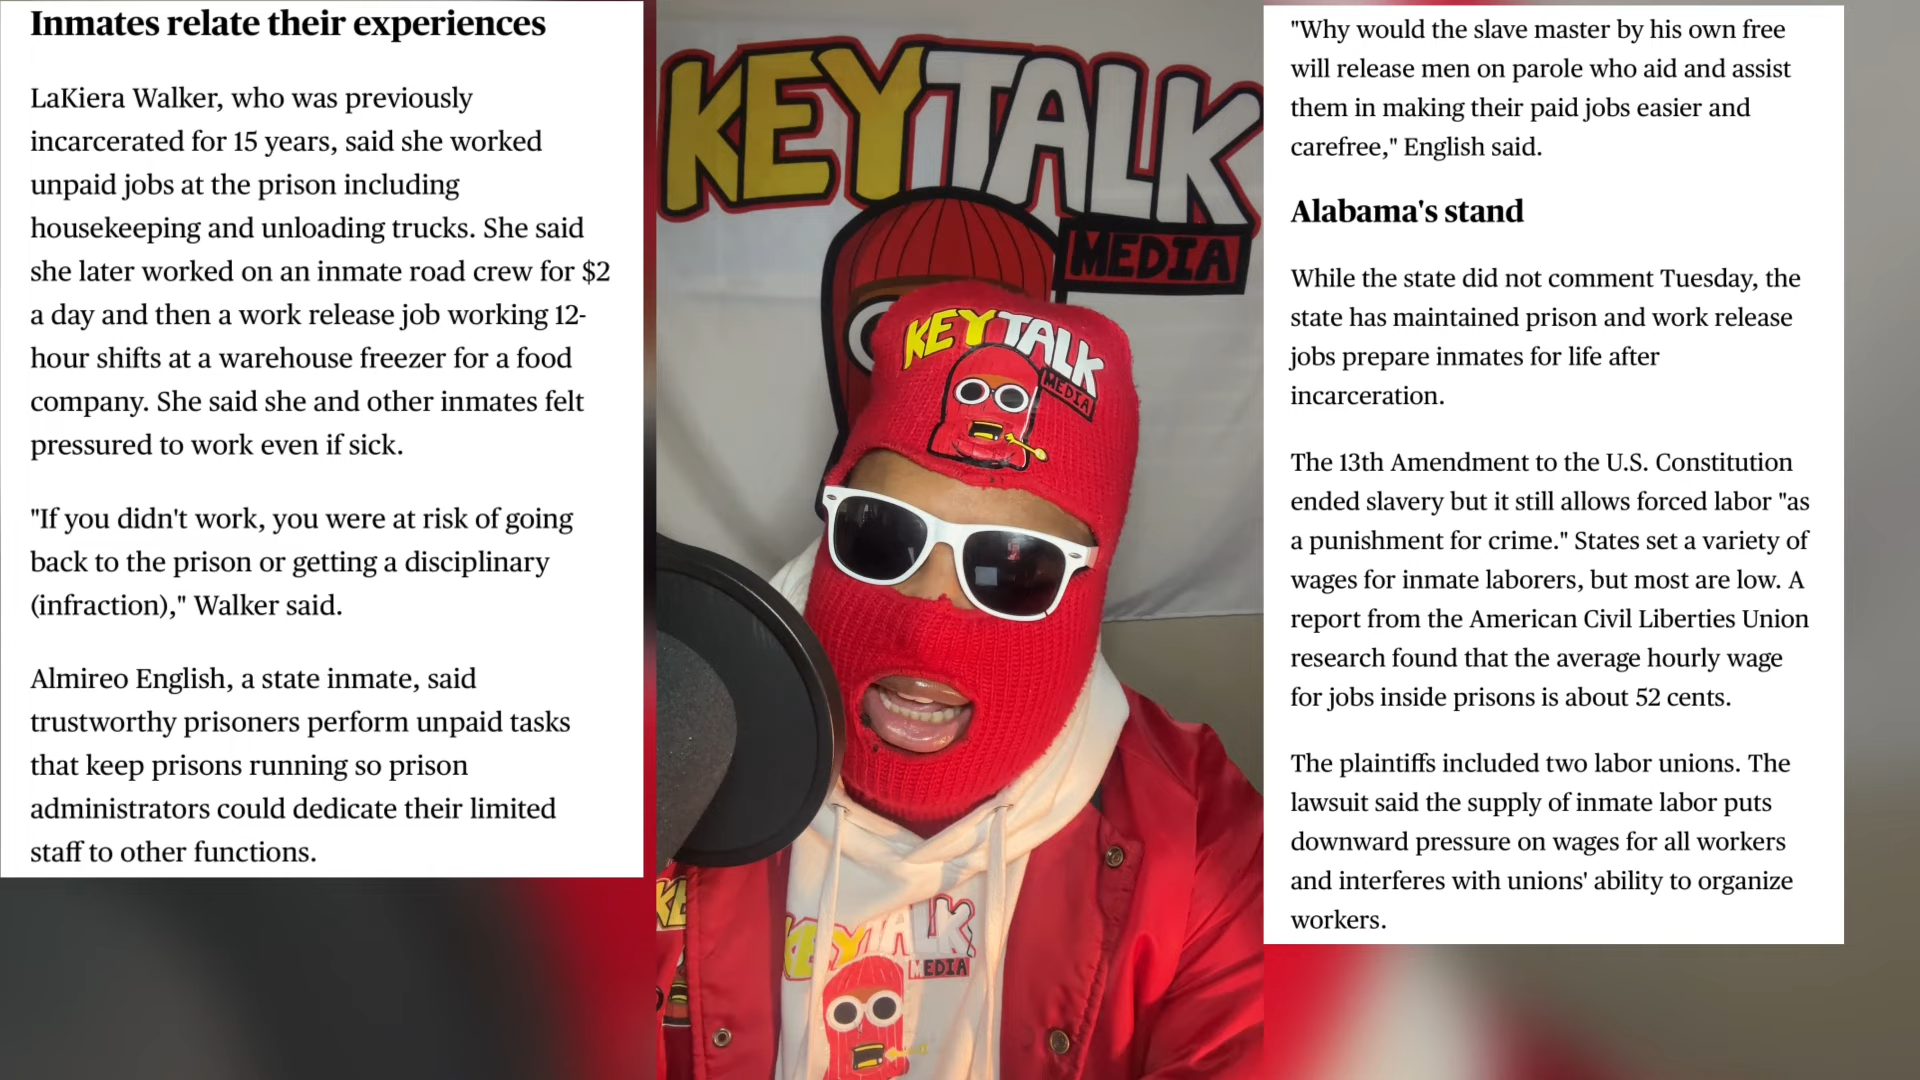 Inmates relate their experiences
LaKiera Walker, who was previously
incarcerated for 15 years, said she worked
unpaid jobs at the prison including
housekeeping and unloading trucks. She said
she later worked on an inmate road crew for $2
a day and then a work release job working 12-
hour shifts at a warehouse freezer for a food
company. She said she and other inmates felt
pressured to work even if sick.
"If you didn't work, you were at risk of going
back to the prison or getting a disciplinary
(infraction)," Walker said.
Almireo English, a state inmate, said
trustworthy prisoners perform unpaid tasks
that keep prisons running so prison
administrators could dedicate their limited
staff to other functions.
KEYTALK
MEDIA
KEYTALK
MEDIA
KEYTALK
MEDIA
KE
"Why would the slave master by his own free
will release men on parole who aid and assist
them in making their paid jobs easier and
carefree," English said.
Alabama's stand
While the state did not comment Tuesday, the
state has maintained prison and work release
jobs prepare inmates for life after
incarceration.
The 13th Amendment to the U.S. Constitution
ended slavery but it still allows forced labor "as
a punishment for crime." States set a variety of
wages for inmate laborers, but most are low. A
report from the American Civil Liberties Union
research found that the average hourly wage
for jobs inside prisons is about 52 cents.
The plaintiffs included two labor unions. The
lawsuit said the supply of inmate labor puts
downward pressure on wages for all workers
and interferes with unions' ability to organize
workers.